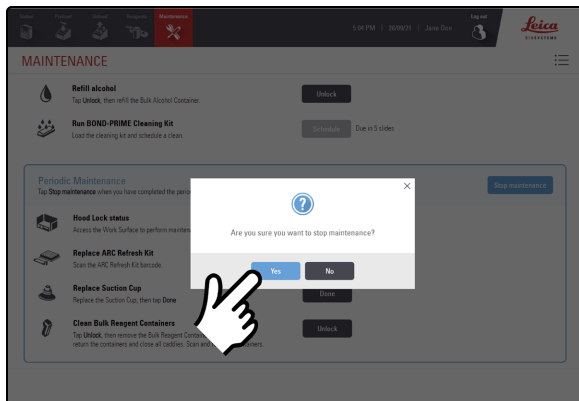 Status Preload Unload Reagents Maintenance
5:04 PM | 20/09/21 | Jane Doe
Log out
Leica
BIOSYSTEMS
MAINTENANCE
Refill alcohol
Tap Unlock, then refill the Bulk Alcohol Container.
Unlock
Run BOND-PRIME Cleaning Kit
Load the cleaning kit and schedule a clean.
Schedule Due in 5 slides
Periodic Maintenance
Tap Stop maintenance when you have completed the
Stop maintenance
Are you sure you want to stop maintenance?
Yes No
Hood Lock status
Access the Work Surface to perform
Replace ARC Refresh Kit
Scan the ARC Refresh Kit barcode.
Replace Suction Cup
Replace the Suction Cup, then tap Done
Done
Clean Bulk Reagent Containers
Tap Unlock, then remove the Bulk Reagent
return the containers and close all caddies. Scan and
Unlock